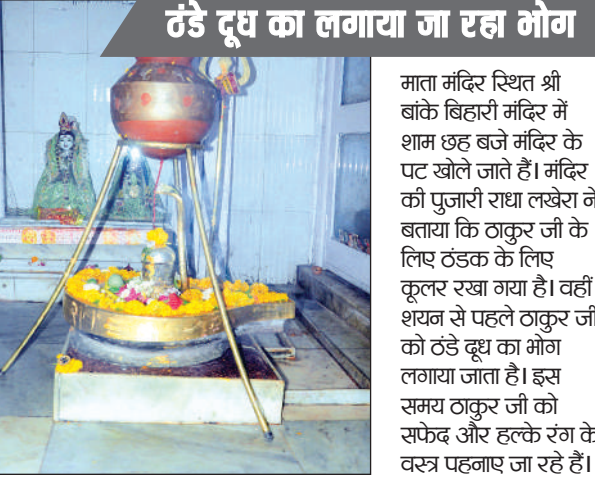 ठंडे दूध का लगाया जा रहा भोग
माता मंदिर स्थित श्री
बांके बिहारी मंदिर में
शाम छह बजे मंदिर के
पट खोले जाते हैं। मंदिर
की पुजारी राधा लखेरा ने
बताया कि ठाकुर जी के
लिए ठंडक के लिए
कूलर रखा गया है। वहीं
शयन से पहले ठाकुर जी
को ठंडे दूध का भोग
लगाया जाता है। इस
समय ठाकुर जी को
सफेद और हल्के रंग के
वस्त्र पहनाए जा रहे हैं।